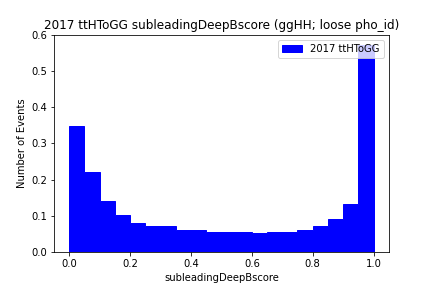 2017 ttHToGG subleadingDeepBscore (ggHH; loose pho_id)
2017 ttHToGG
0.6
0.5
0.4
0.3
0.2
0.1
0.0
Number of Events
0.0 0.2 0.4 0.6 0.8 1.0
subleadingDeepBscore